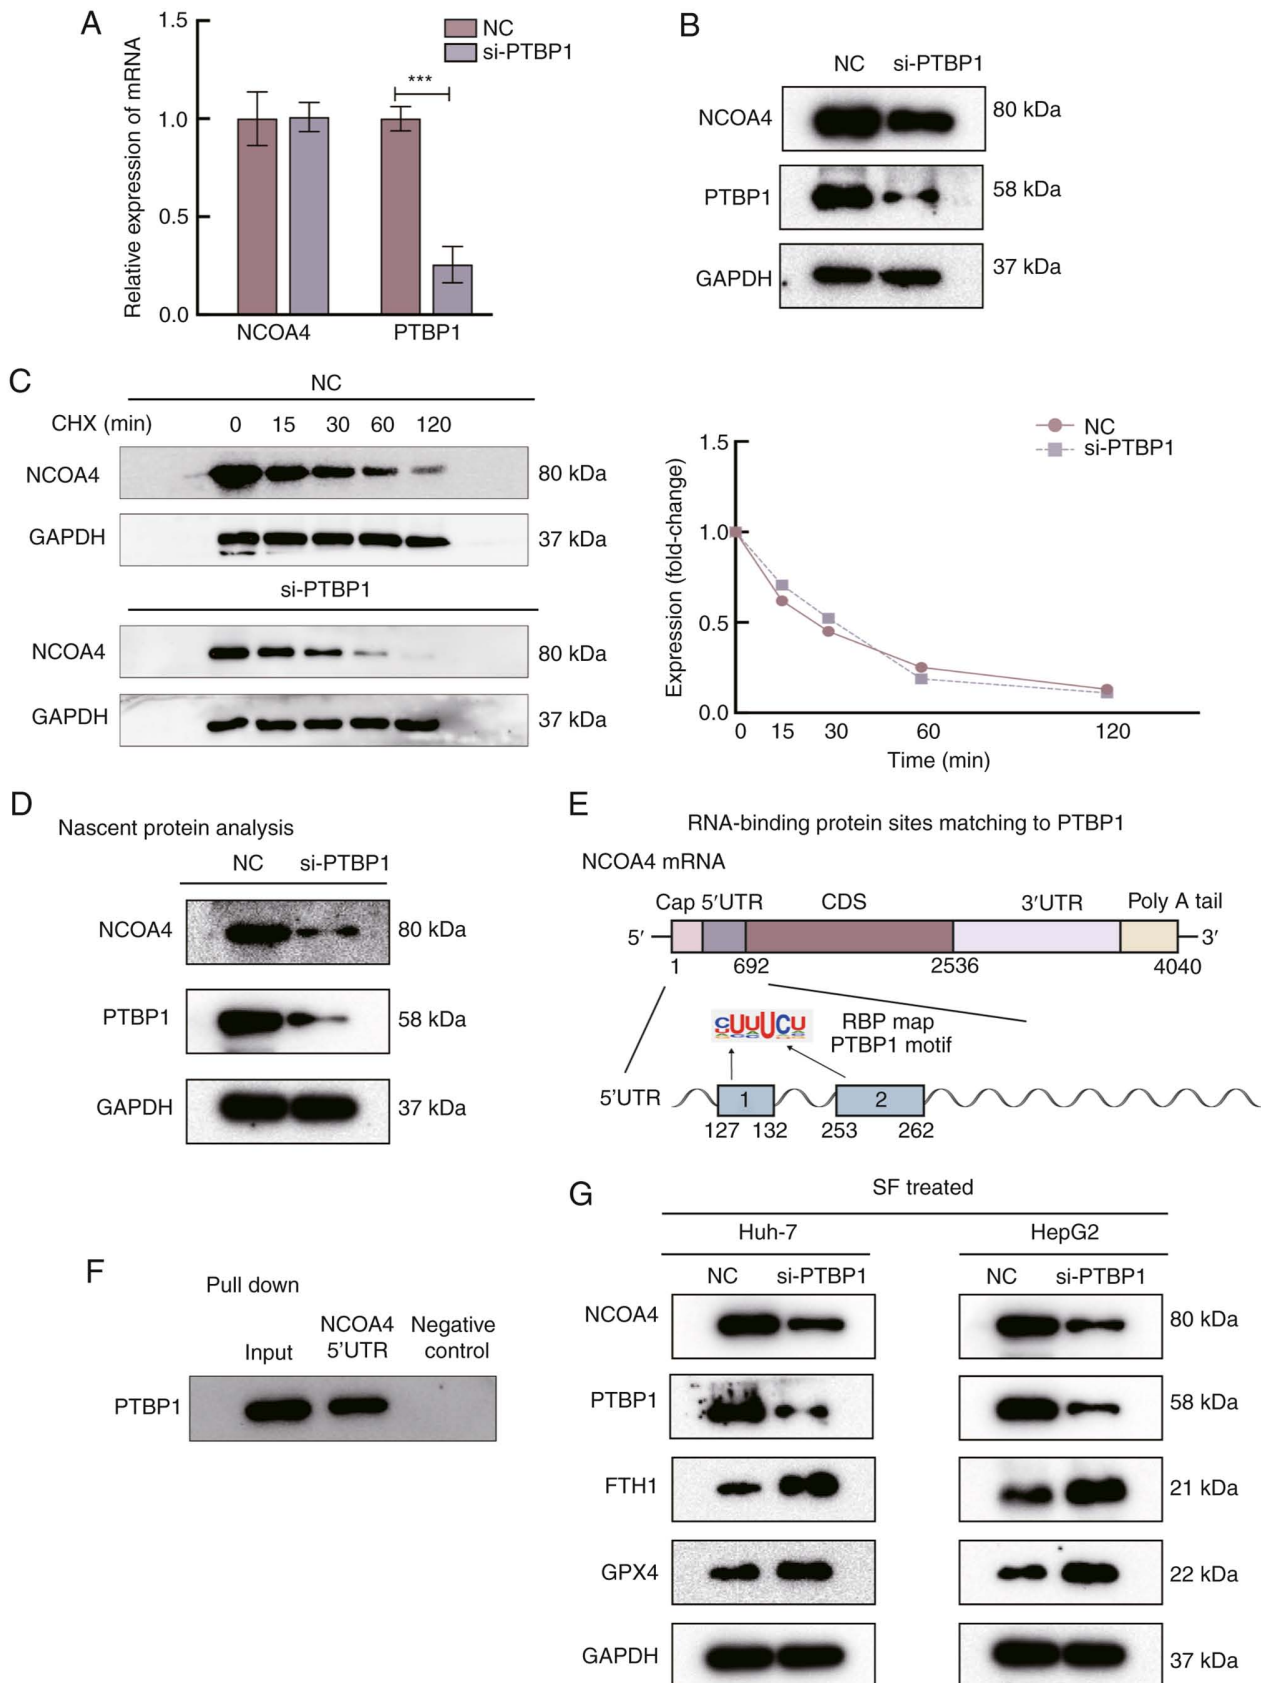 A
Relative expression of mRNA
1.5
1.0
0.5
0.0
NC
si-PTBP1
***
NCOA4 PTBP1
B
NC si-PTBP1
NCOA4 80 kDa
PTBP1 58 kDa
GAPDH 37 kDa
C
NC
CHX (min) 0 15 30 60 120
NCOA4 80 kDa
GAPDH 37 kDa
si-PTBP1
NCOA4 80 kDa
GAPDH 37 kDa
NC
si-PTBP1
Expression (fold-change)
1.5
1.0
0.5
0.0
0 15 30 60 120
Time (min)
D
Nascent protein analysis
NC si-PTBP1
NCOA4 80 kDa
PTBP1 58 kDa
GAPDH 37 kDa
E
RNA-binding protein sites matching to PTBP1
NCOA4 mRNA
Cap 5′UTR CDS 3′UTR Poly A tail
5′ 3′
1 692 2536 4040
CUUUCU
RBP map
PTBP1 motif
5′UTR 1 2
127 132 253 262
F
Pull down
Input NCOA4 5’UTR Negative control
PTBP1
G
SF treated
Huh-7 HepG2
NC si-PTBP1 NC si-PTBP1
NCOA4 80 kDa
PTBP1 58 kDa
FTH1 21 kDa
GPX4 22 kDa
GAPDH 37 kDa